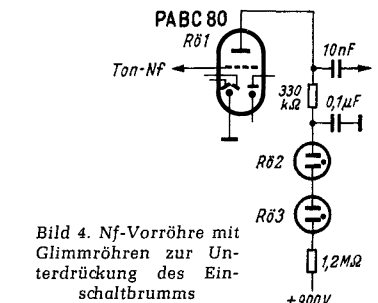 PABC 80
Rö1
Ton-Nf
10nF
330
kΩ
0,1µF
Rö2
Rö3
1,2MΩ
+900V
Bild 4. Nf-Vorröhre mit
Glimmröhren zur Un-
terdrückung des Ein-
schaltbrumms